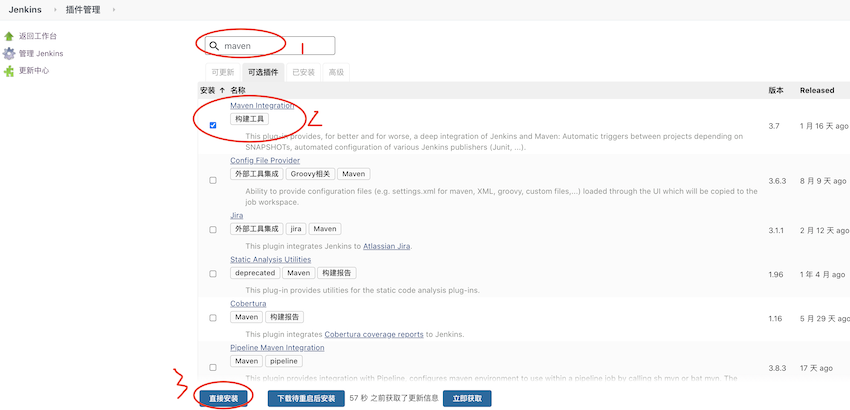 Jenkins › 插件管理 ›
返回工作台
管理 Jenkins
更新中心
maven
1
可更新 可选插件 已安装 高级
安装 ↑ 名称 版本 Released
Maven Integration
构建工具
2
This plug-in provides, for better and for worse, a deep integration of Jenkins and Maven: Automatic triggers between projects depending on
SNAPSHOTs, automated configuration of various Jenkins publishers (Junit, ...).
3.7 1 月 16 天 ago
Config File Provider
外部工具集成 Groovy相关 Maven
Ability to provide configuration files (e.g. settings.xml for maven, XML, groovy, custom files,...) loaded through the UI which will be copied to the
job workspace.
3.6.3 8 月 9 天 ago
Jira
外部工具集成 jira Maven
This plugin integrates Jenkins to Atlassian Jira.
3.1.1 2 月 12 天 ago
Static Analysis Utilities
deprecated Maven 构建报告
This plug-in provides utilities for the static code analysis plug-ins.
1.96 1 年 4 月 ago
Cobertura
Maven 构建报告
This plugin integrates Cobertura coverage reports to Jenkins.
1.16 5 月 29 天 ago
Pipeline Maven Integration
Maven pipeline
This plugin provides integration with Pipeline, configures maven environment to use within a pipeline job by calling sh mvn or bat mvn. The
3.8.3 17 天 ago
3
直接安装 下载待重启后安装 57 秒 之前获取了更新信息 立即获取